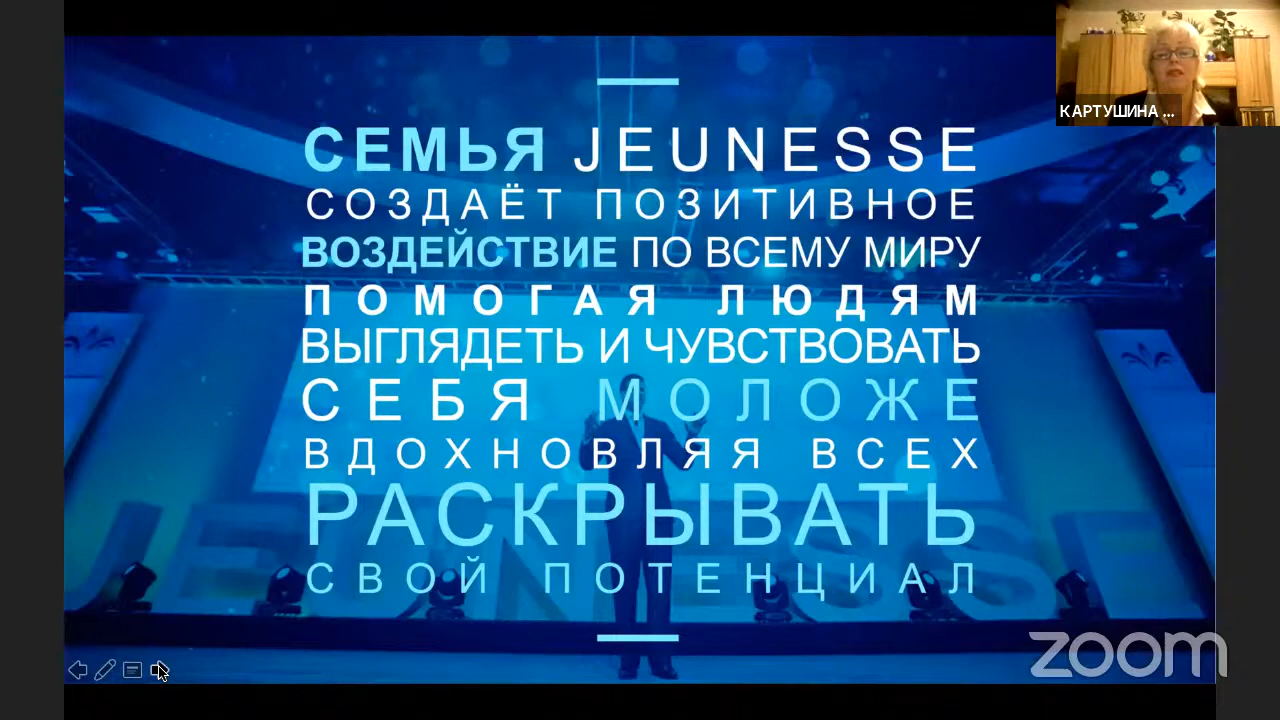 КАРТУШИНА ...
СЕМЬЯ JEUNESSE
СОЗДАЁТ ПОЗИТИВНОЕ
ВОЗДЕЙСТВИЕ ПО ВСЕМУ МИРУ
ПОМОГАЯ ЛЮДЯМ
ВЫГЛЯДЕТЬ И ЧУВСТВОВАТЬ
СЕБЯ МОЛОЖЕ
ВДОХНОВЛЯЯ ВСЕХ
РАСКРЫВАТЬ
СВОЙ ПОТЕНЦИАЛ
JEUNESSE
zoom